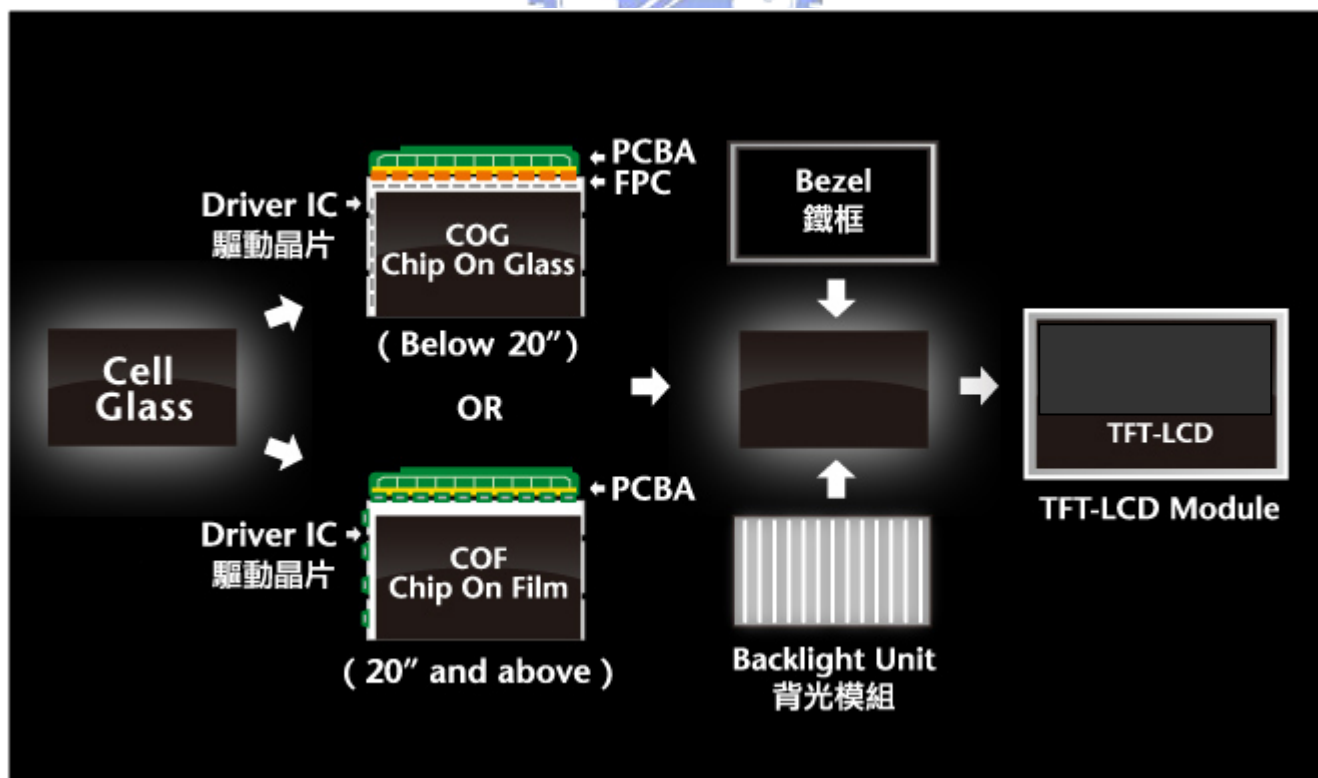 PCBA
FPC
Driver IC
驅動晶片
COG
Chip On Glass
( Below 20″ )
Cell
Glass
OR
PCBA
Driver IC
驅動晶片
COF
Chip On Film
( 20″ and above )
Bezel
鐵框
Backlight Unit
背光模組
TFT-LCD
TFT-LCD Module